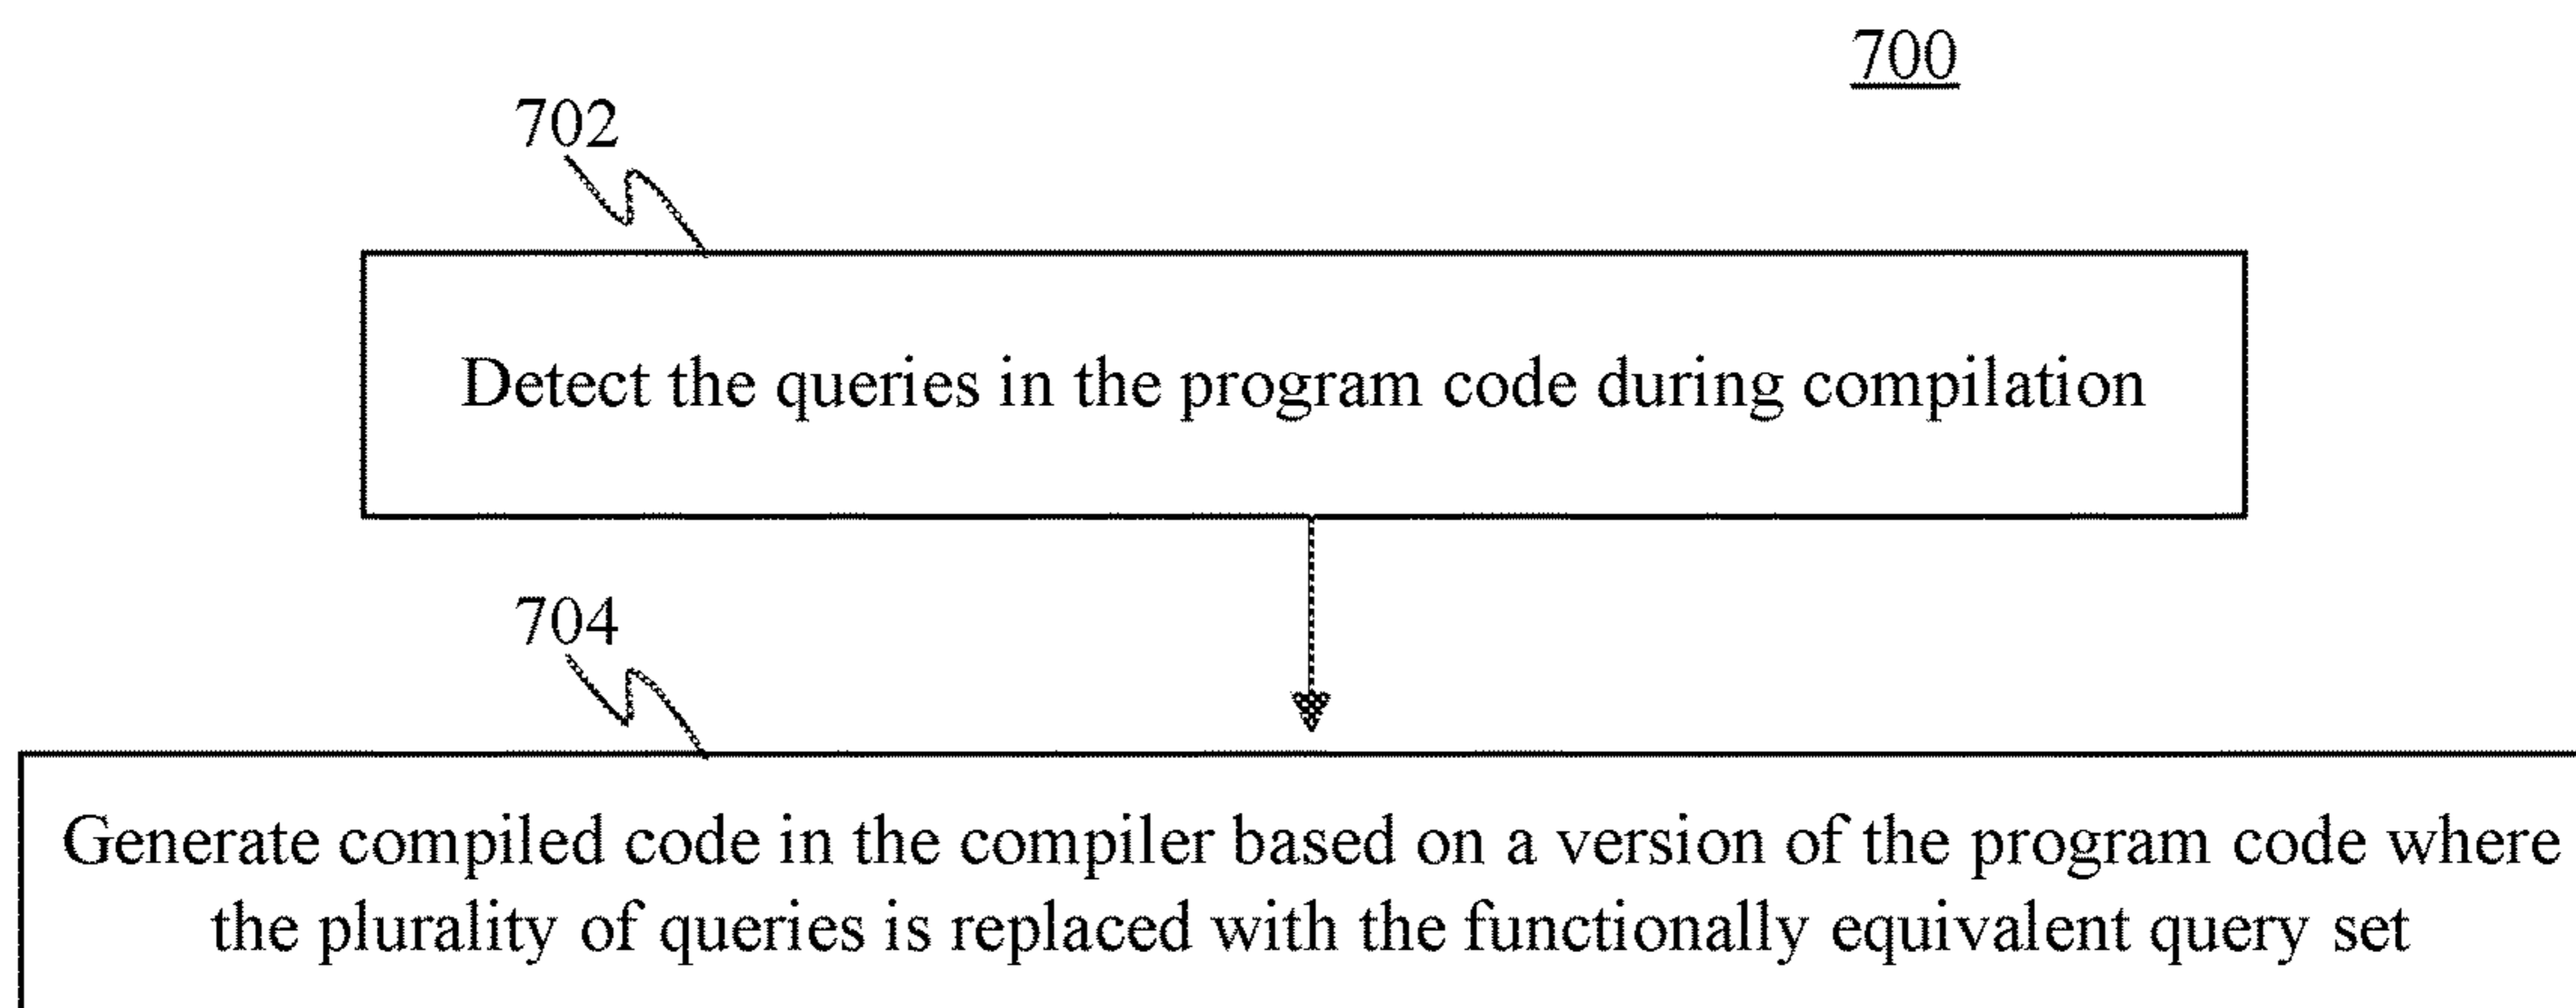 700
702
Detect the queries in the program code during compilation
704
Generate compiled code in the compiler based on a version of the program code where
the plurality of queries is replaced with the functionally equivalent query set